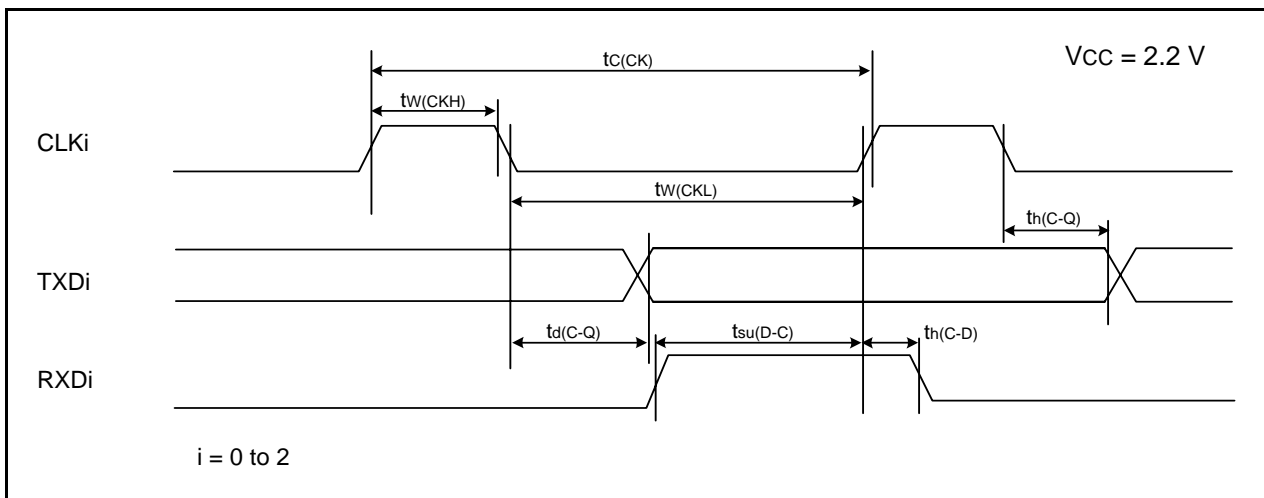 tC(CK)
VCC = 2.2 V
tW(CKH)
CLKi
tW(CKL)
th(C-Q)
TXDi
td(C-Q)
tsu(D-C)
th(C-D)
RXDi
i = 0 to 2